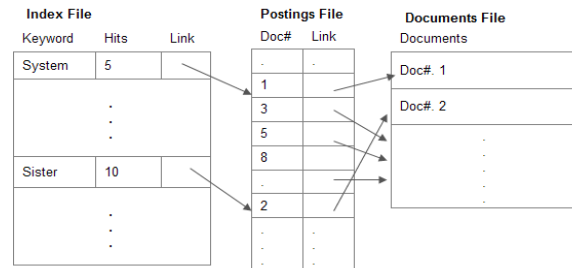 Index File
Keyword Hits Link
System 5
.
.
.
Sister 10
.
.
.
Postings File
Doc# Link
. .
1
3
5
8
.
2
. .
. .
. .
Documents File
Documents
Doc#. 1
Doc#. 2
.
.
.
.
.